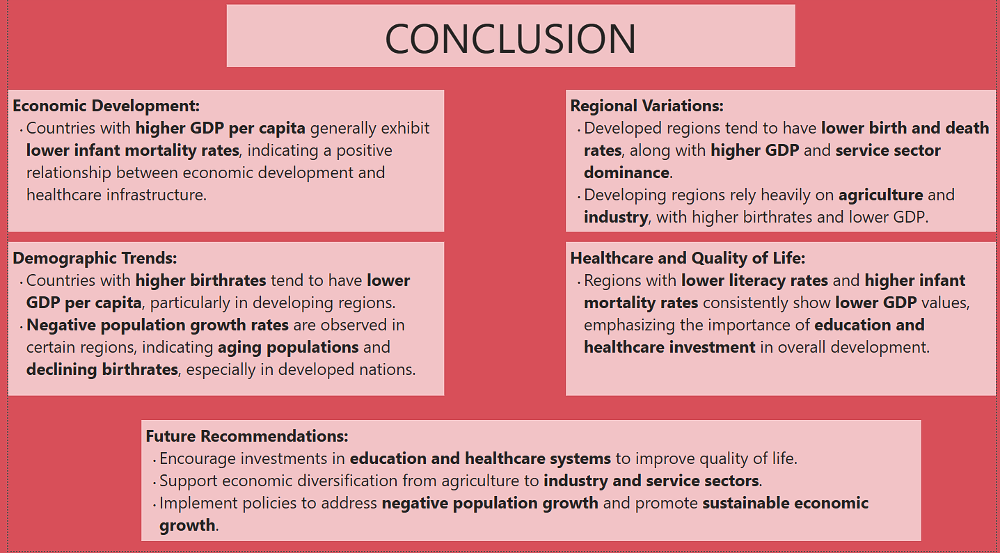 CONCLUSION
Economic Development:
· Countries with higher GDP per capita generally exhibit
lower infant mortality rates, indicating a positive
relationship between economic development and
healthcare infrastructure.
Regional Variations:
· Developed regions tend to have lower birth and death
rates, along with higher GDP and service sector
dominance.
· Developing regions rely heavily on agriculture and
industry, with higher birthrates and lower GDP.
Demographic Trends:
· Countries with higher birthrates tend to have lower
GDP per capita, particularly in developing regions.
· Negative population growth rates are observed in
certain regions, indicating aging populations and
declining birthrates, especially in developed nations.
Healthcare and Quality of Life:
· Regions with lower literacy rates and higher infant
mortality rates consistently show lower GDP values,
emphasizing the importance of education and
healthcare investment in overall development.
Future Recommendations:
· Encourage investments in education and healthcare systems to improve quality of life.
· Support economic diversification from agriculture to industry and service sectors.
· Implement policies to address negative population growth and promote sustainable economic
growth.